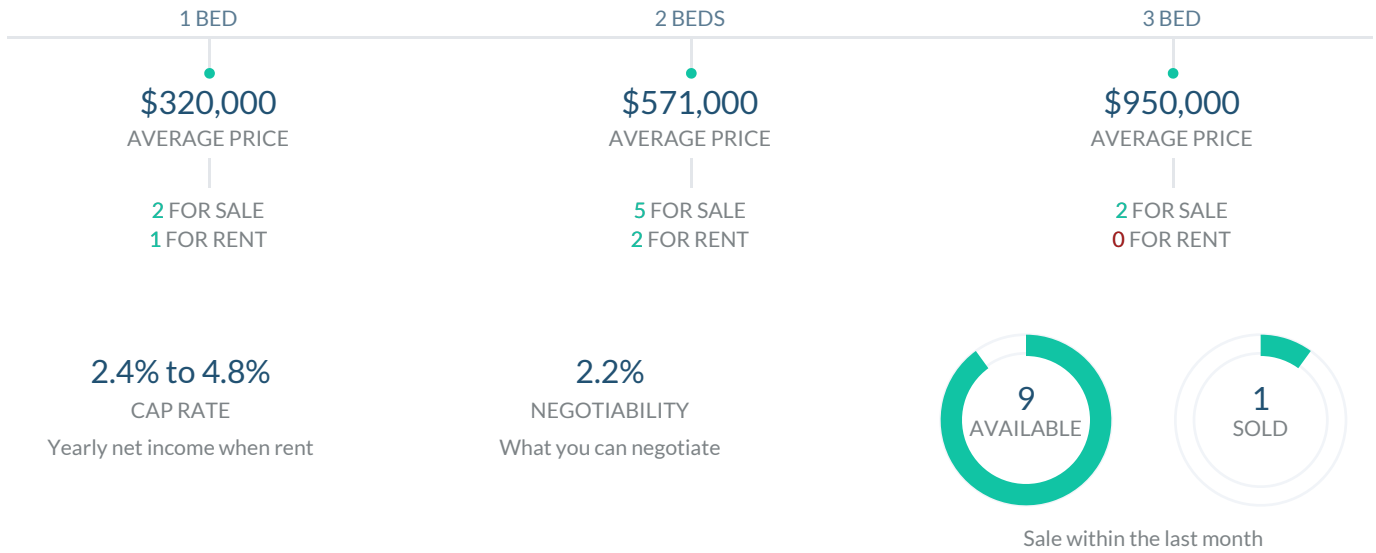 1 BED
$320,000
AVERAGE PRICE
2 FOR SALE
1 FOR RENT
2 BEDS
$571,000
AVERAGE PRICE
5 FOR SALE
2 FOR RENT
3 BED
$950,000
AVERAGE PRICE
2 FOR SALE
0 FOR RENT
2.4% to 4.8%
CAP RATE
Yearly net income when rent
2.2%
NEGOTIABILITY
What you can negotiate
9
AVAILABLE
1
SOLD
Sale within the last month